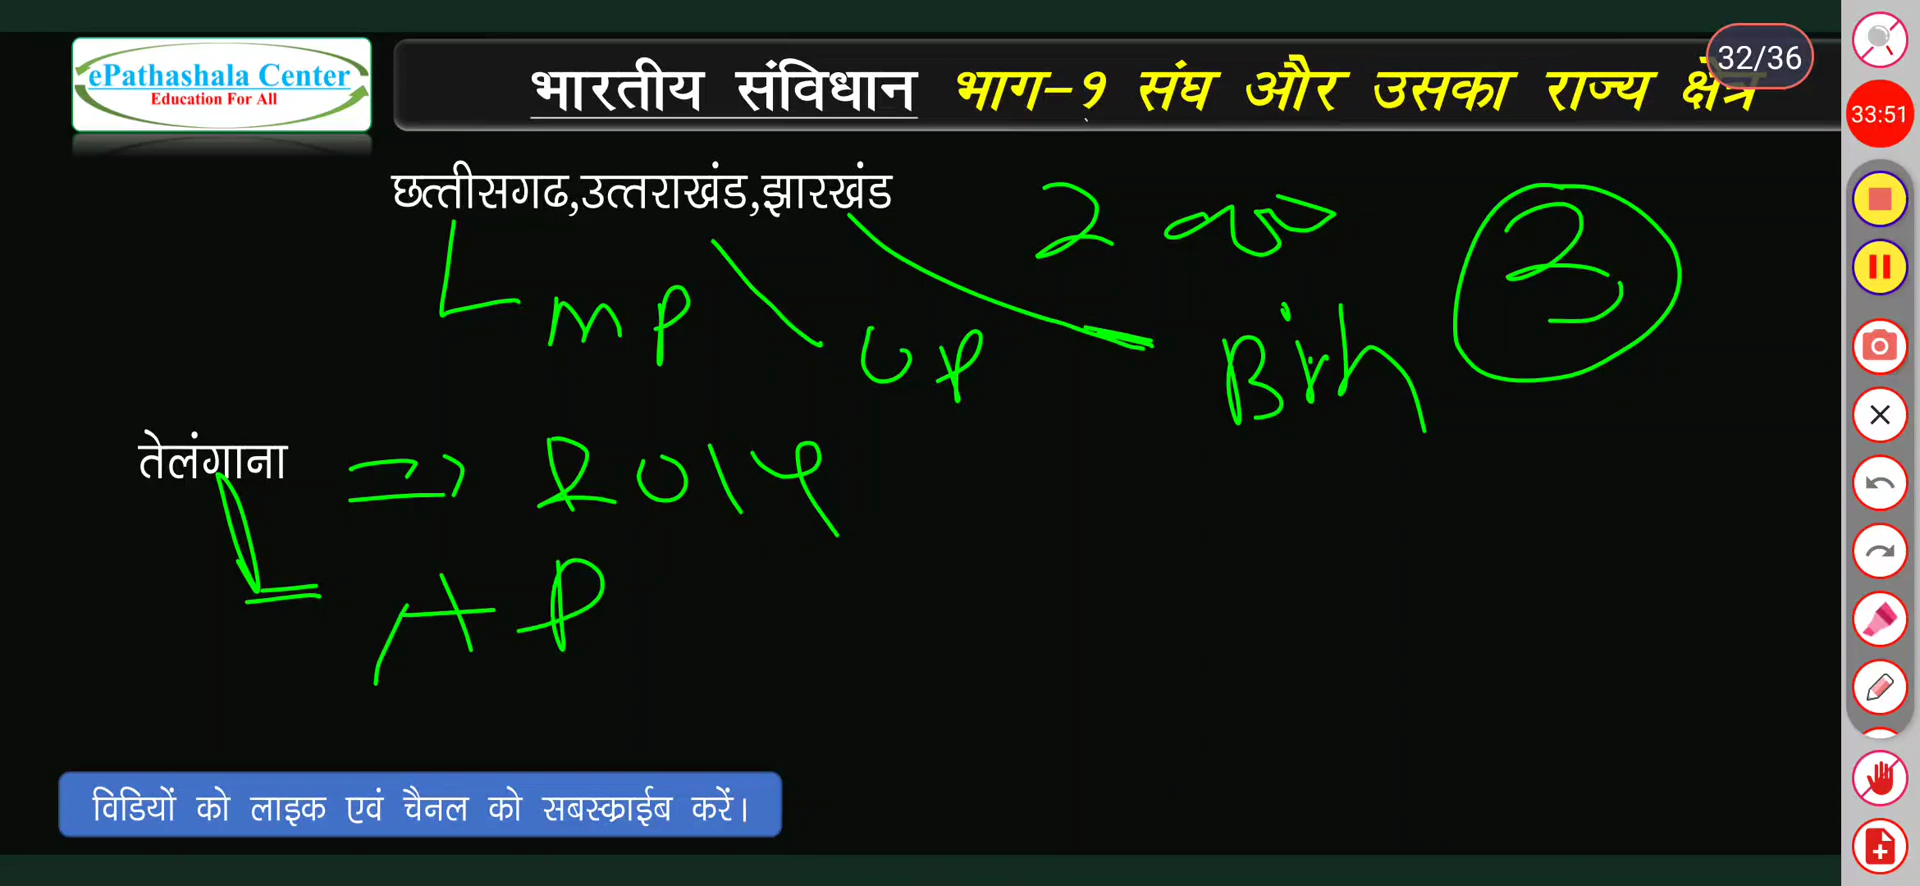 ePathashala Center
Education For All
भारतीय संविधान भाग-१ संघ और उसका राज्य क्षेत्र
32/36
33:51
छत्तीसगढ,उत्तराखंड,झारखंड
2000
3
MP
UP
Bih
तेलंगाना => 2014
AP
विडियों को लाइक एवं चैनल को सबस्क्राईब करें।